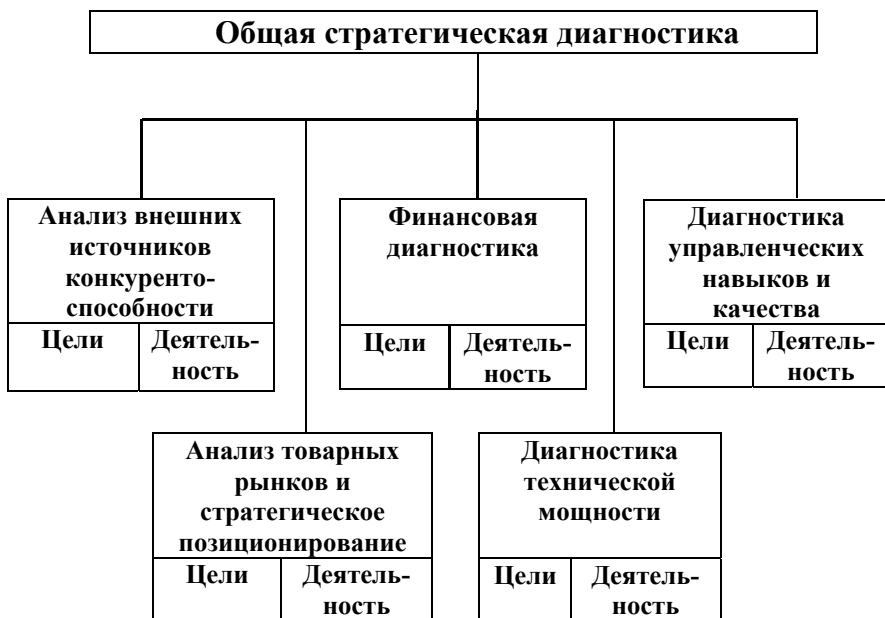 Общая стратегическая диагностика
Анализ внешних
источников
конкуренто-
способности
Цели
Деятель-
ность
Финансовая
диагностика
Цели
Деятель-
ность
Диагностика
управленческих
навыков и
качества
Цели
Деятель-
ность
Анализ товарных
рынков и
стратегическое
позиционирование
Цели
Деятель-
ность
Диагностика
технической
мощности
Цели
Деятель-
ность